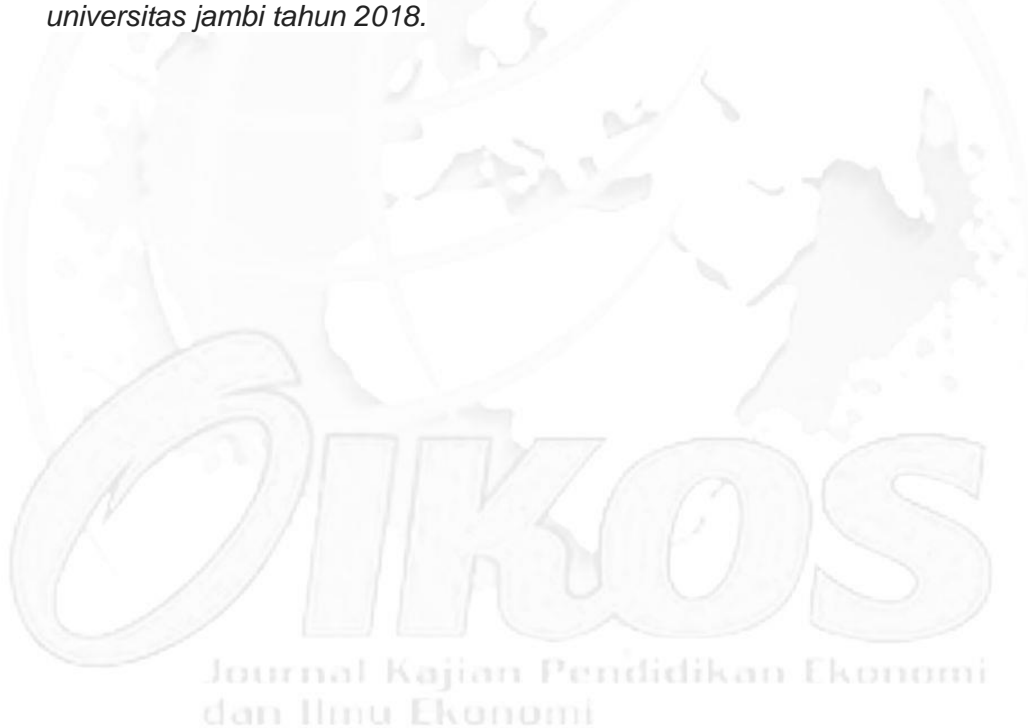 universitas jambi tahun 2018.
OIKOS
Journal Kajian Pendidikan Ekonomi
dan Ilmu Ekonomi